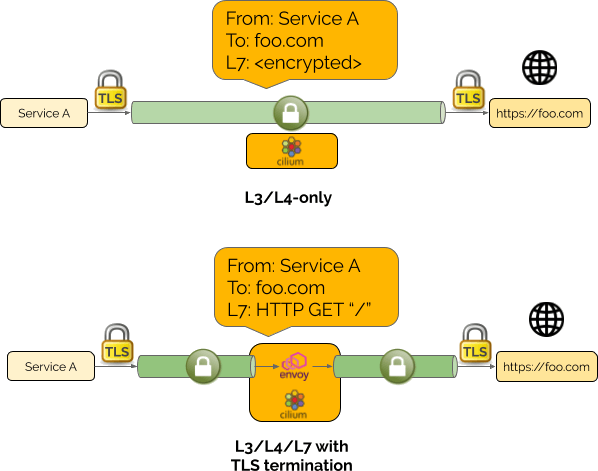 From: Service A
To: foo.com
L7: <encrypted>
TLS
TLS
Service A
https://foo.com
cilium
L3/L4-only
From: Service A
To: foo.com
L7: HTTP GET “/”
TLS
TLS
Service A
envoy
https://foo.com
cilium
L3/L4/L7 with
TLS termination